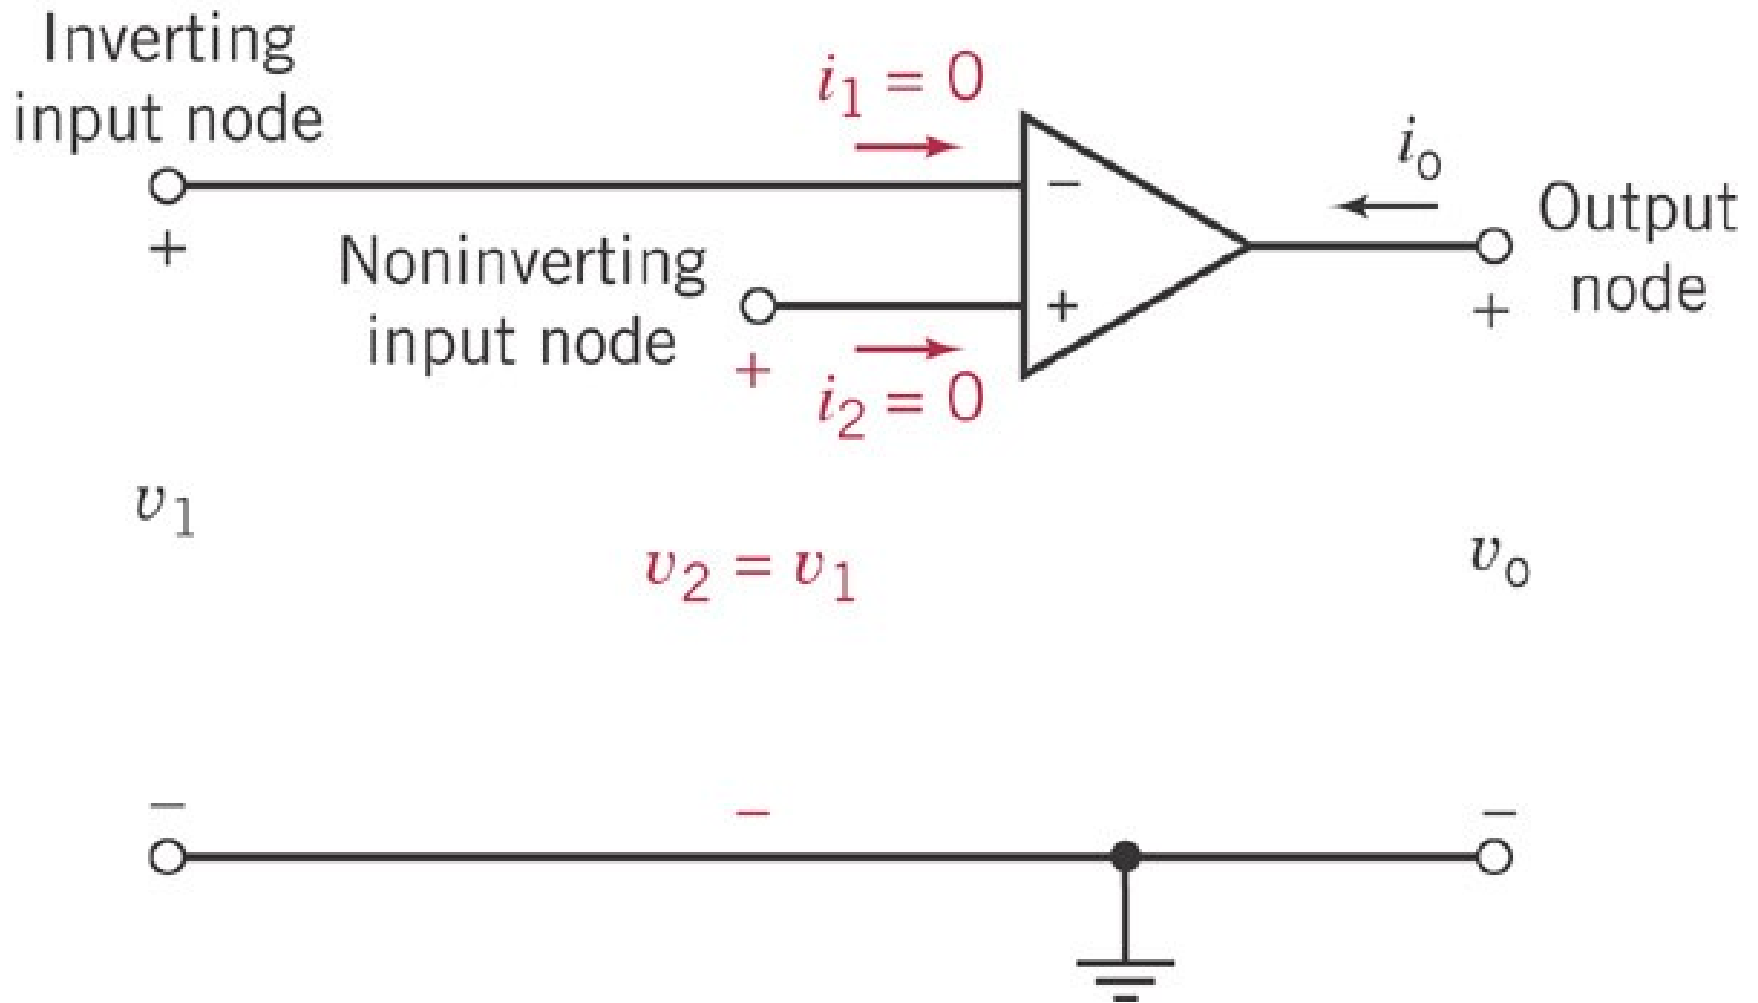 Inverting
input node
+
Noninverting
input node
+
i₁ = 0
i₂ = 0
−
+
iₒ
Output
node
+
v₁
v₂ = v₁
vₒ
−
−
−